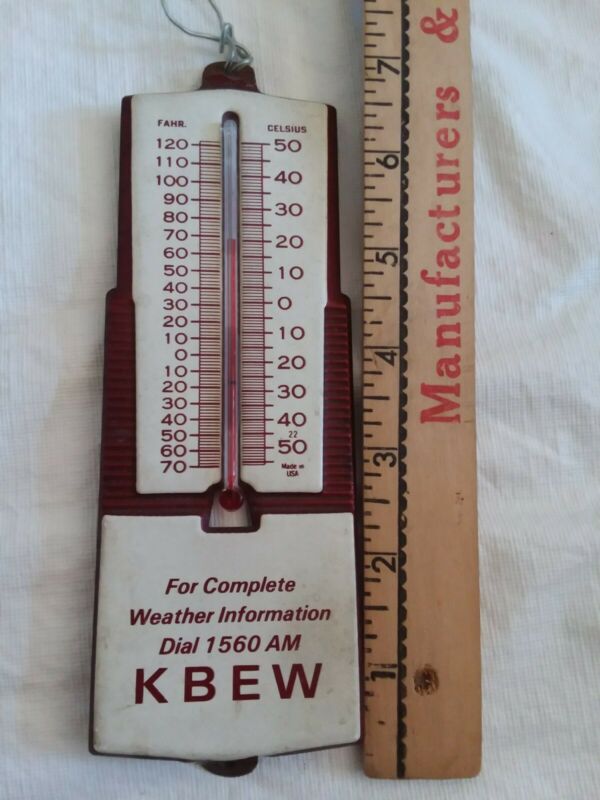 FAHR. CELSIUS
120 50
110
100 40
90
80 30
70
60 20
50
40 10
30
20 0
10
0 10
10
20 20
30 30
40 40
50 22
60 50
70 Made in
USA
For Complete
Weather Information
Dial 1560 AM
KBEW
1 2 3 4 5 6 7
Manufacturers &